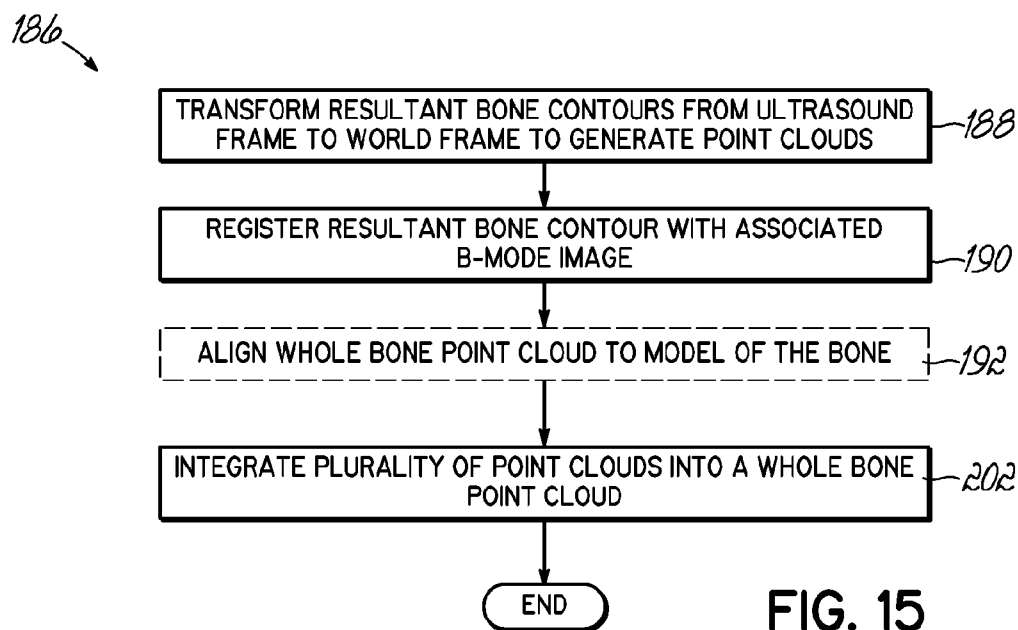 186
TRANSFORM RESULTANT BONE CONTOURS FROM ULTRASOUND
FRAME TO WORLD FRAME TO GENERATE POINT CLOUDS
188
REGISTER RESULTANT BONE CONTOUR WITH ASSOCIATED
B-MODE IMAGE
190
ALIGN WHOLE BONE POINT CLOUD TO MODEL OF THE BONE
192
INTEGRATE PLURALITY OF POINT CLOUDS INTO A WHOLE BONE
POINT CLOUD
202
END
FIG. 15